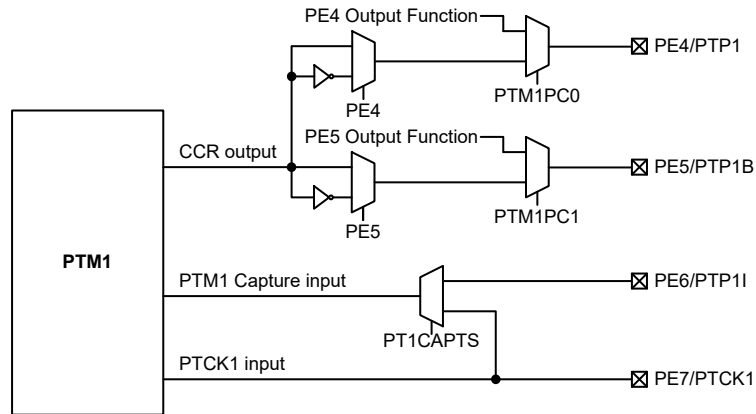 PE4 Output Function
PE4/PTP1
PE4
PTM1PC0
PE5 Output Function
CCR output
PE5/PTP1B
PE5
PTM1PC1
PTM1
PTM1 Capture input
PE6/PTP1I
PT1CAPTS
PTCK1 input
PE7/PTCK1